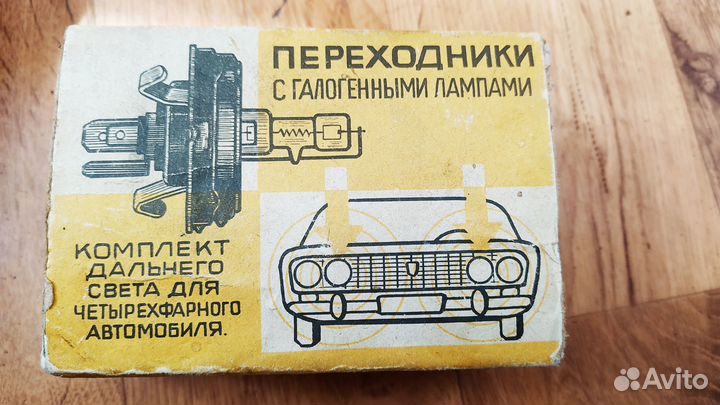 ПЕРЕХОДНИКИ
С ГАЛОГЕННЫМИ ЛАМПАМИ
КОМПЛЕКТ
ДАЛЬНЕГО
СВЕТА ДЛЯ
ЧЕТЫРЕХФАРНОГО
АВТОМОБИЛЯ.
Avito